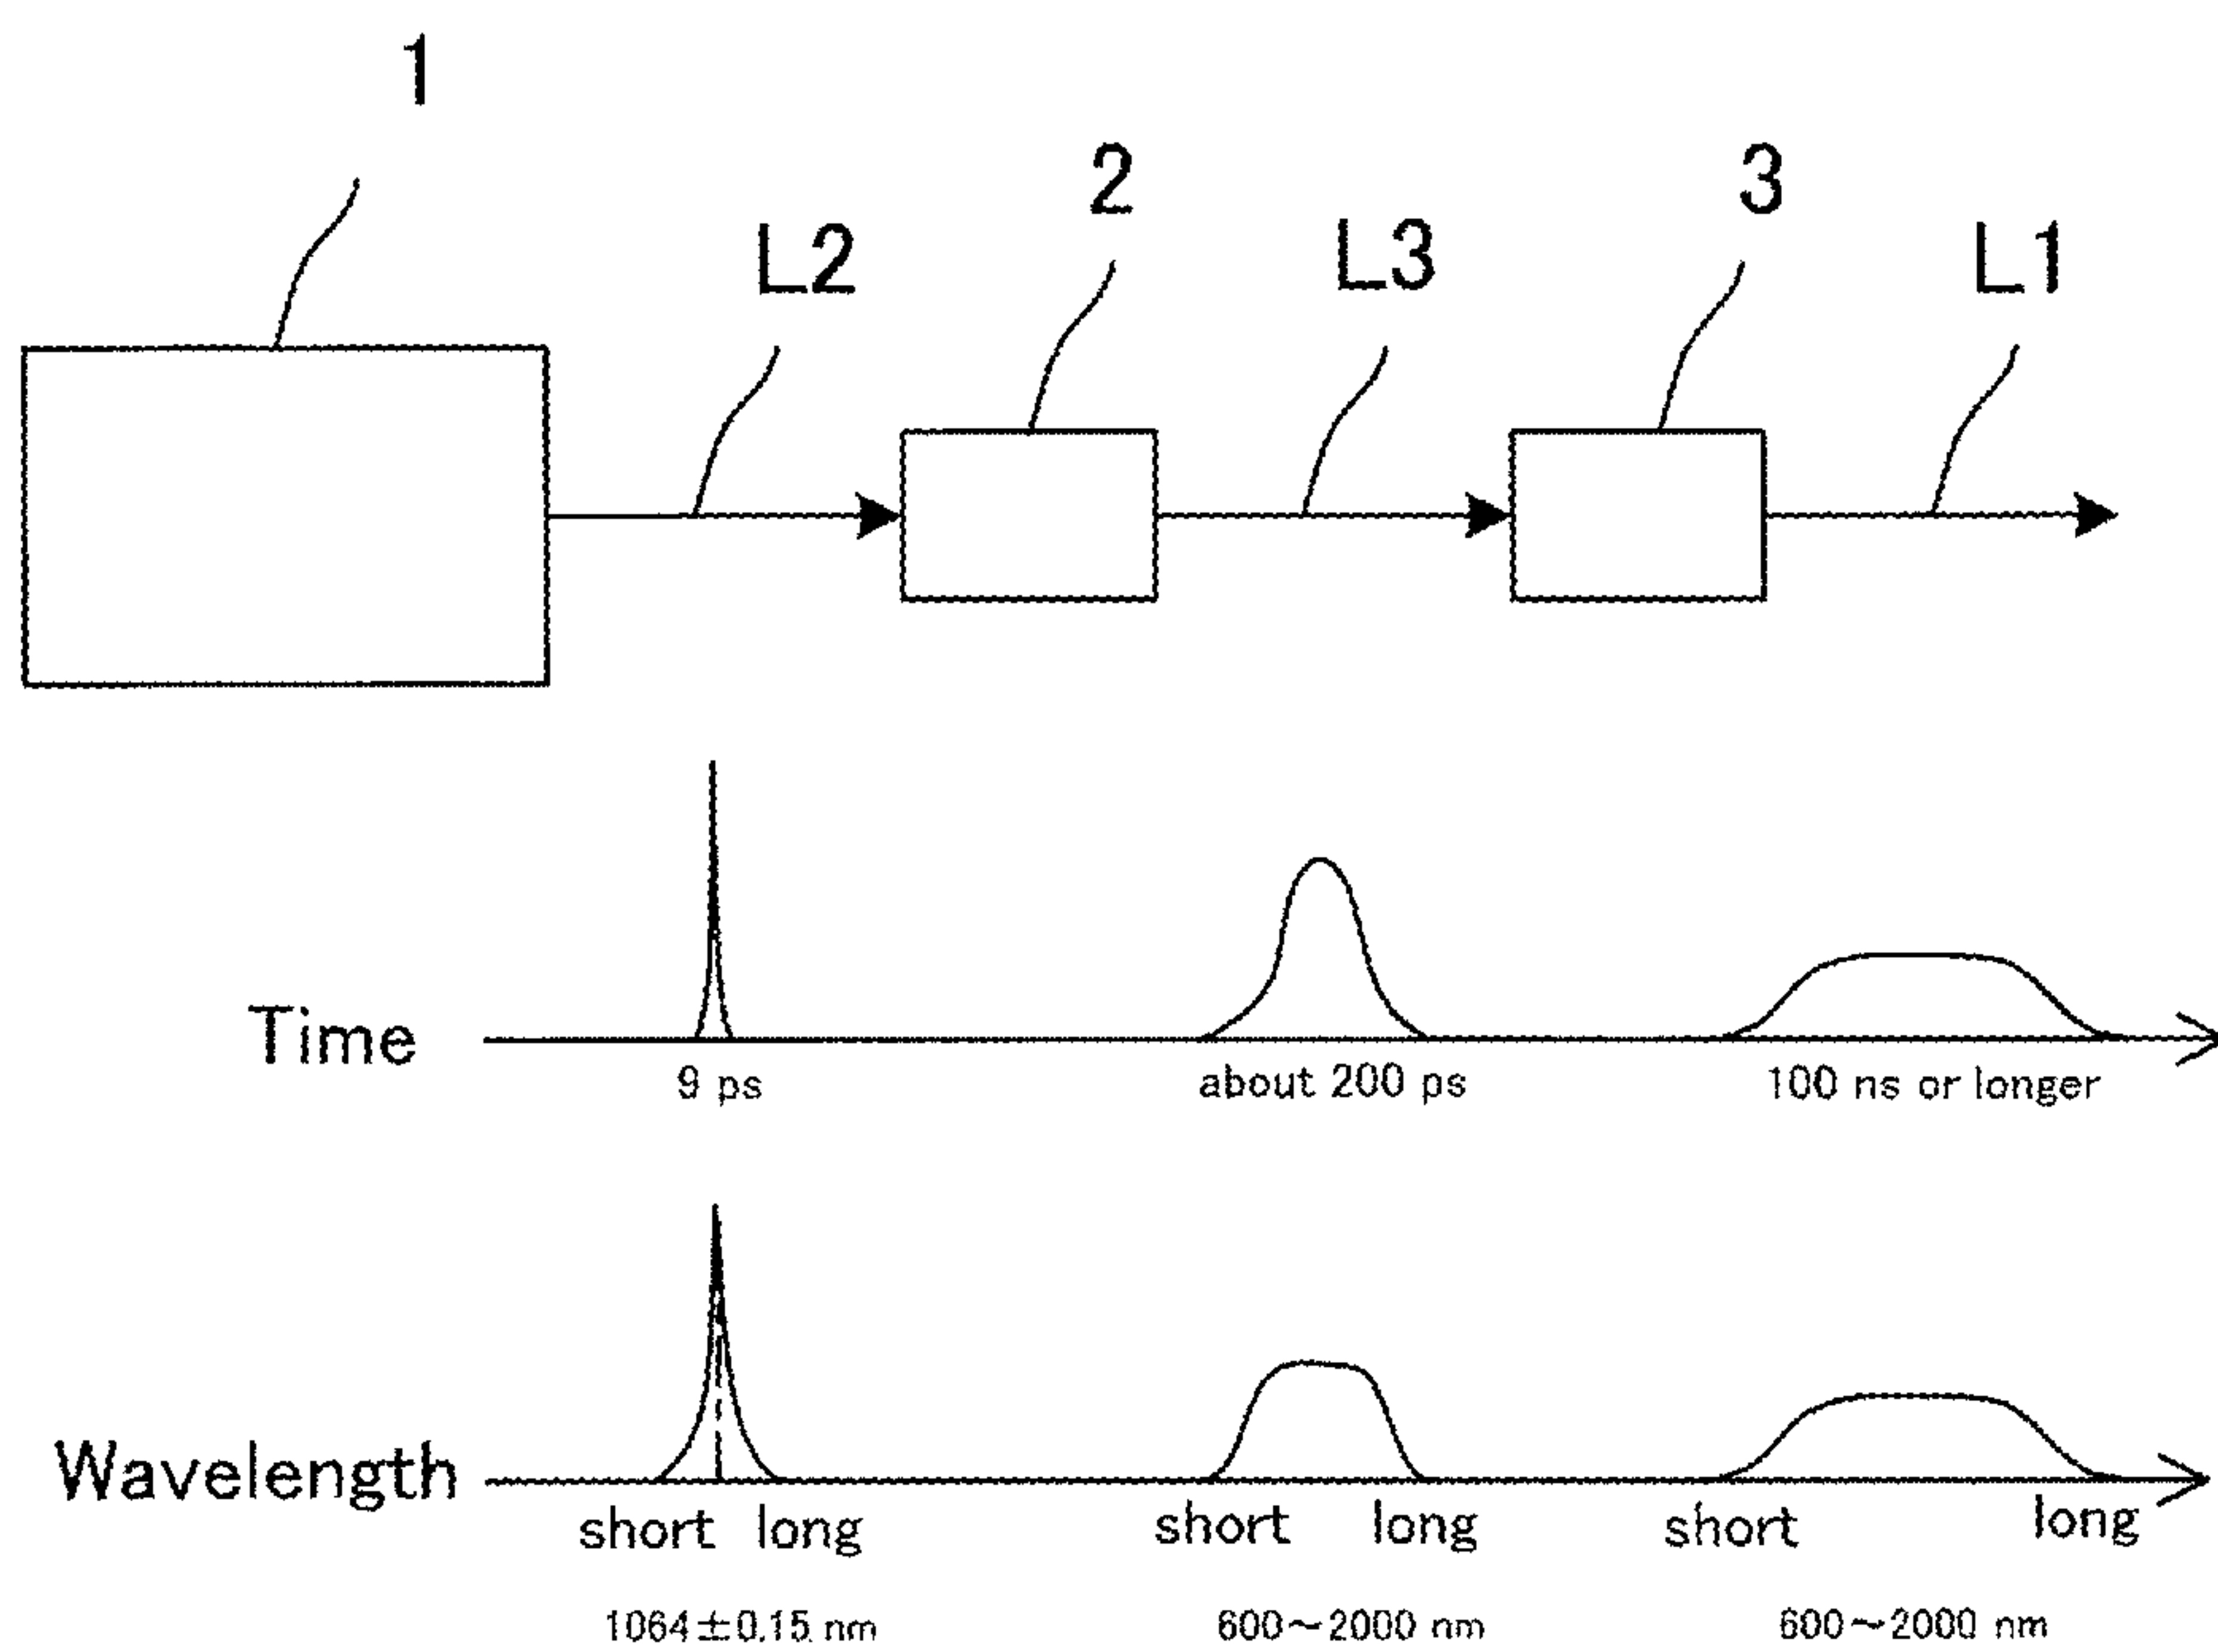 1
2
3
L2
L3
L1
Time
9 ps
about 200 ps
100 ns or longer
Wavelength
short long
short long
short long
1064±0.15 nm
600～2000 nm
600～2000 nm